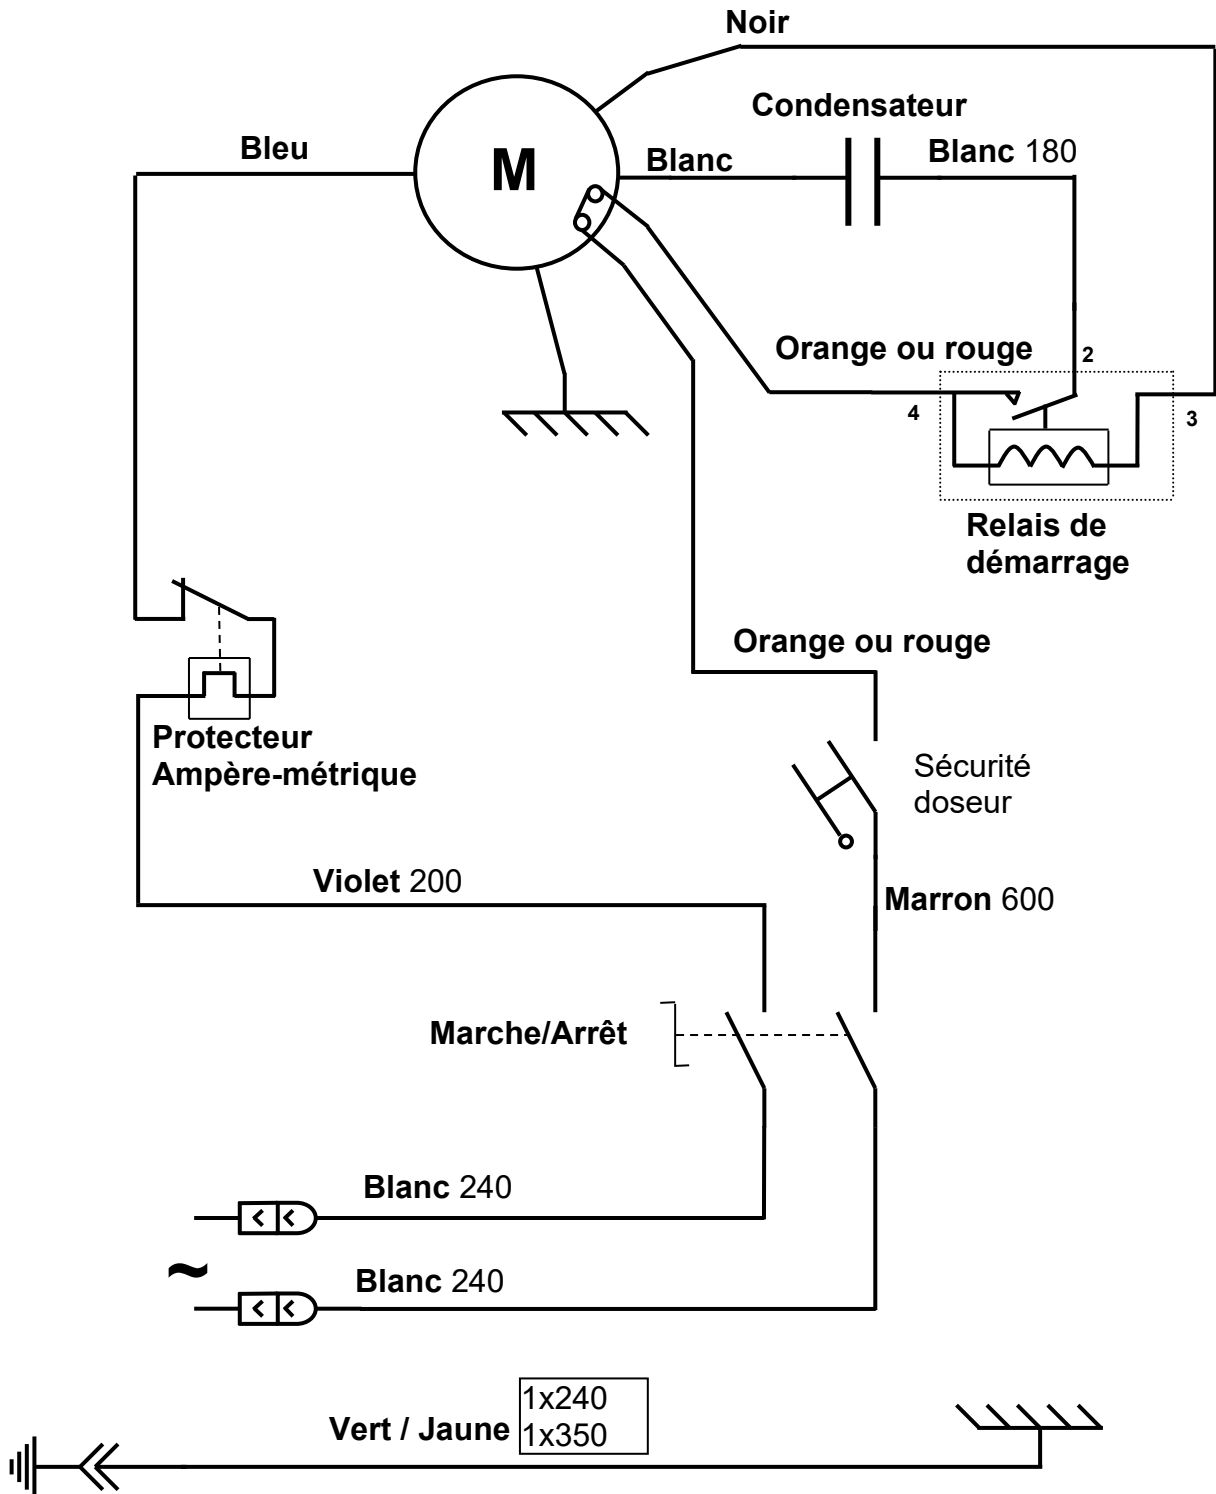 Noir
Condensateur
Bleu
M
Blanc
Blanc 180
Orange ou rouge
2
4
3
Relais de
démarrage
Orange ou rouge
Protecteur
Ampère-métrique
Sécurité
doseur
Violet 200
Marron 600
Marche/Arrêt
Blanc 240
~
Blanc 240
Vert / Jaune
1x240
1x350